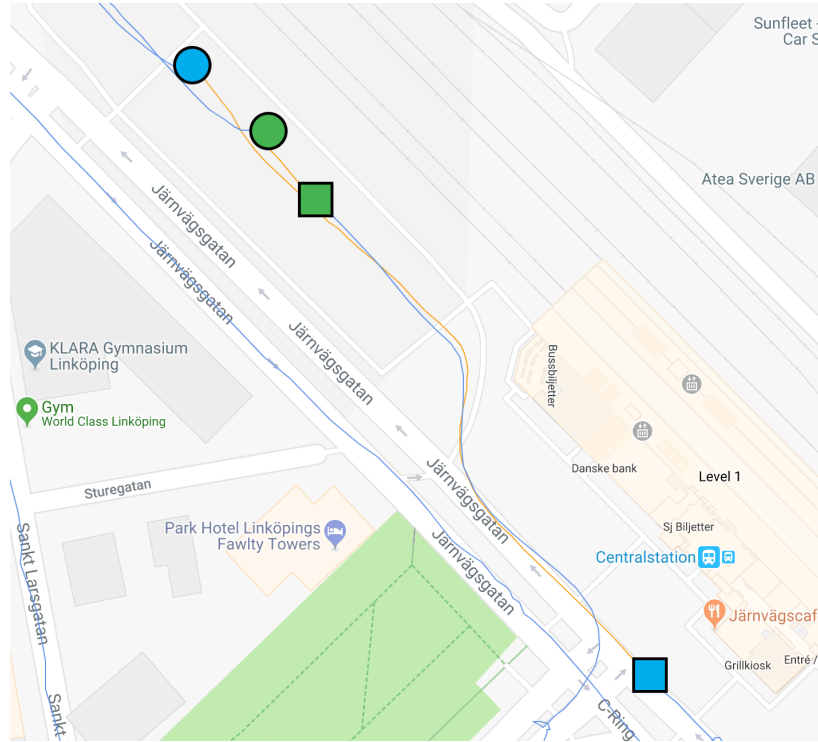 Sunfleet -
Car S
Atea Sverige AB
Järnvägsgatan
Järnvägsgatan
Järnvägsgatan
KLARA Gymnasium
Linköping
Bussbiljetter
Gym
World Class Linköping
Danske bank
Level 1
Järnvägsgatan
Sturegatan
Sj Biljetter
Park Hotel Linköpings
Fawlty Towers
Järnvägsgatan
Centralstation
Sankt Larsgatan
Järnvägscaf
Grillkiosk
Entré /
Sankt
C-Ring